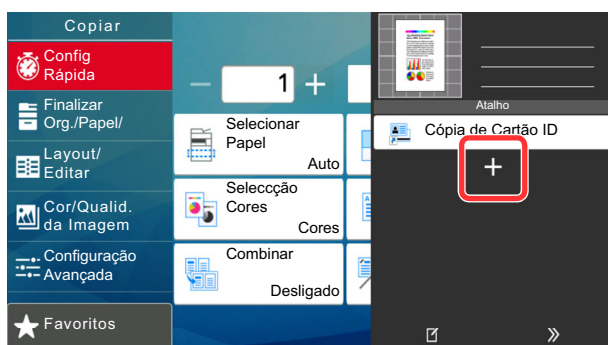 Copiar
Config
Rápida
Finalizar
Org./Papel/
Layout/
Editar
Cor/Qualid.
da Imagem
Configuração
Avançada
Favoritos
1
Selecionar
Papel
Auto
Selecção
Cores
Cores
Combinar
Desligado
Atalho
Cópia de Cartão ID